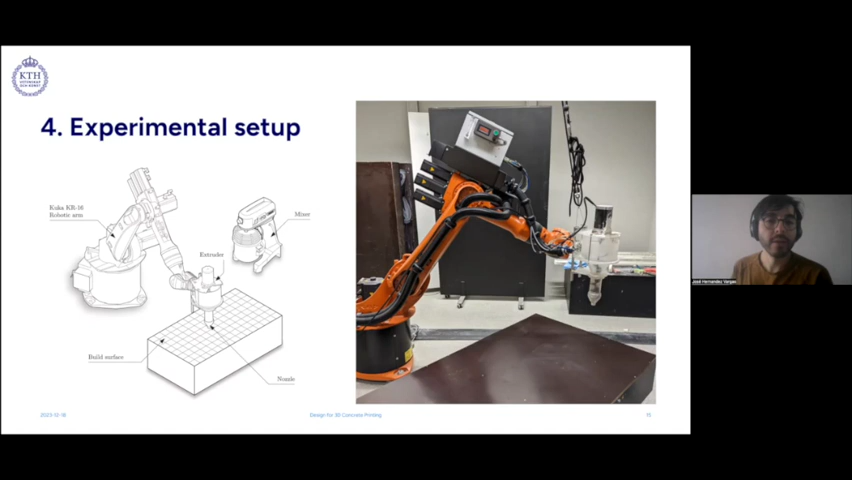 KTH
4. Experimental setup
Kuka KR-16
Robotic arm
Mixer
Extruder
Build surface
Nozzle
2023-10-18
Design for 3D Concrete Printing
15
José Hernández Vargas